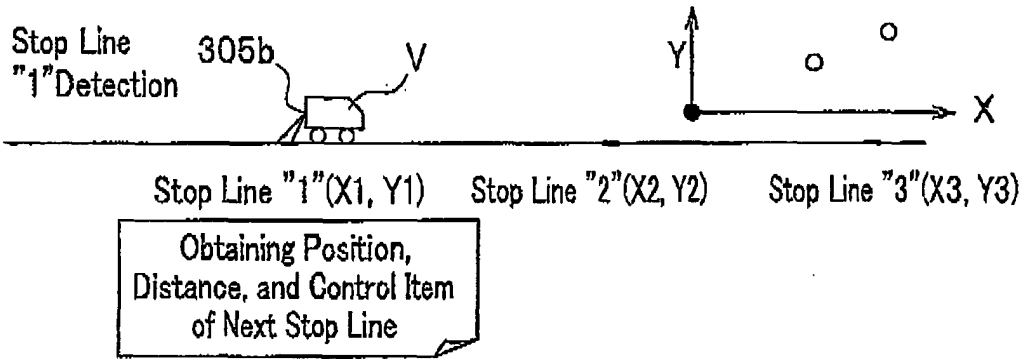 Stop Line
"1"Detection
305b
V
Y
X
Stop Line "1"(X1, Y1)
Stop Line "2"(X2, Y2)
Stop Line "3"(X3, Y3)
Obtaining Position,
Distance, and Control Item
of Next Stop Line